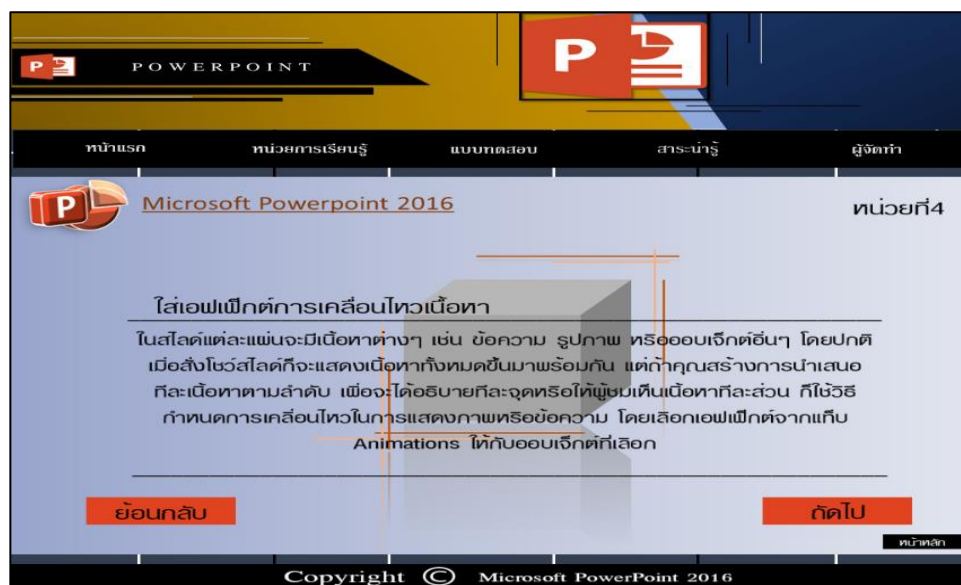 P
POWERPOINT
P
หน้าแรก หน่วยการเรียนรู้ แบบทดสอบ สาระน่ารู้ ผู้จัดทำ
P
Microsoft Powerpoint 2016
หน่วยที่4
ใส่เอฟเฟ็กต์การเคลื่อนไหวเนื้อหา
ในสไลด์แต่ละแผ่นจะมีเนื้อหาต่างๆ เช่น ข้อความ รูปภาพ หรือออบเจ็กต์อื่นๆ โดยปกติ
เมื่อสั่งโชว์สไลด์ก็จะแสดงเนื้อหาทั้งหมดขึ้นมาพร้อมกัน แต่ถ้าคุณสร้างการนำเสนอ
ทีละเนื้อหาตามลำดับ เพื่อจะได้อธิบายทีละจุดหรือให้ผู้ชมเห็นเนื้อหาทีละส่วน ก็ใช้วิธี
กำหนดการเคลื่อนไหวในการแสดงภาพหรือข้อความ โดยเลือกเอฟเฟ็กต์จากแท็บ
Animations ให้กับออบเจ็กต์ที่เลือก
ย้อนกลับ
ถัดไป
หน้าหลัก
Copyright © Microsoft PowerPoint 2016